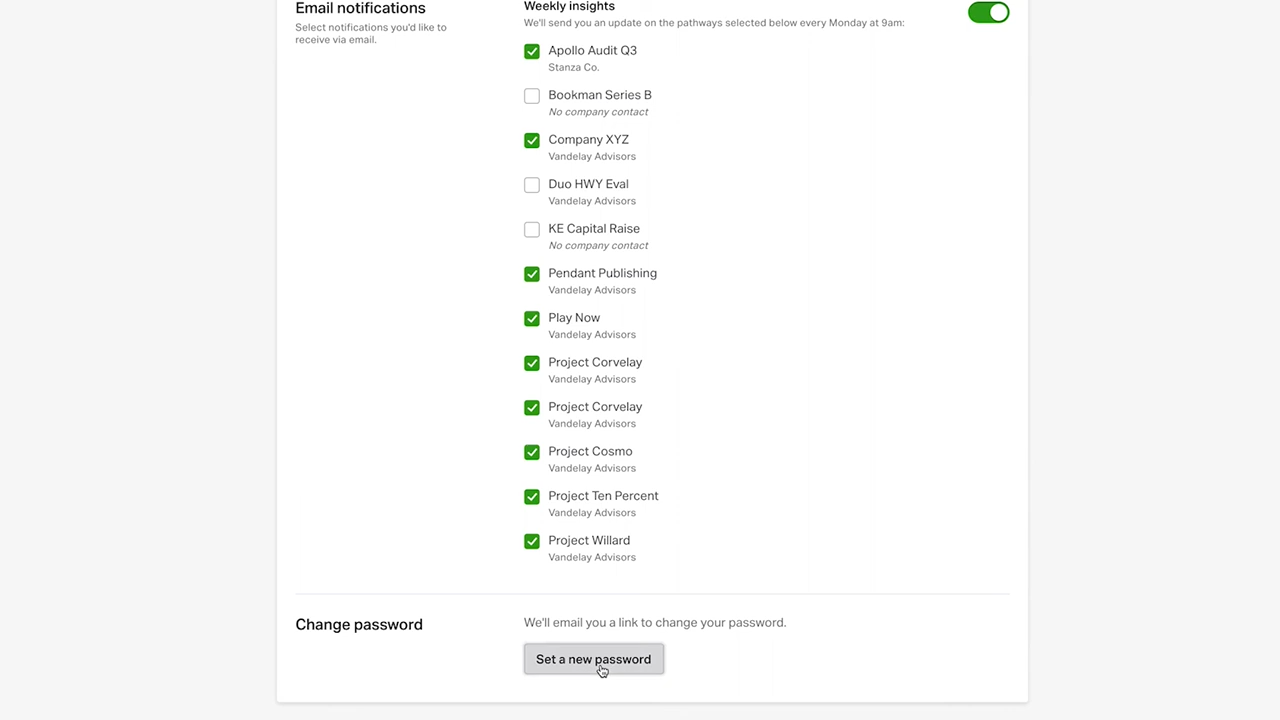 Email notifications
Select notifications you'd like to
receive via email.
Weekly insights
We'll send you an update on the pathways selected below every Monday at 9am:
Apollo Audit Q3
Stanza Co.
Bookman Series B
No company contact
Company XYZ
Vandelay Advisors
Duo HWY Eval
Vandelay Advisors
KE Capital Raise
No company contact
Pendant Publishing
Vandelay Advisors
Play Now
Vandelay Advisors
Project Corvelay
Vandelay Advisors
Project Corvelay
Vandelay Advisors
Project Cosmo
Vandelay Advisors
Project Ten Percent
Vandelay Advisors
Project Willard
Vandelay Advisors
Change password
We'll email you a link to change your password.
Set a new password